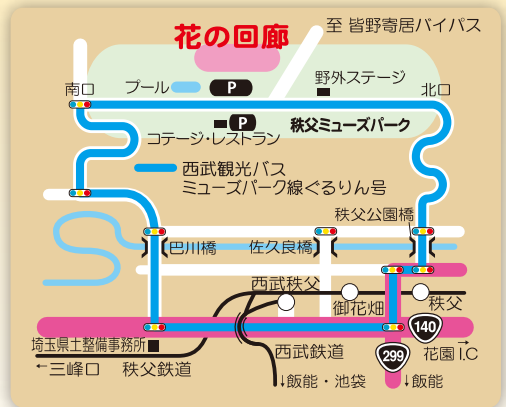 花の回廊
至 皆野寄居バイパス
南口
プール
P
野外ステージ
北口
P
秩父ミューズパーク
コテージ・レストラン
西武観光バス
ミューズパーク線ぐるりん号
秩父公園橋
巴川橋
佐久良橋
西武秩父
御花畑
秩父
埼玉県土整備事務所
西武鉄道
140
299
花園I.C
→
←三峰口
秩父鉄道
↓飯能・池袋
↓飯能